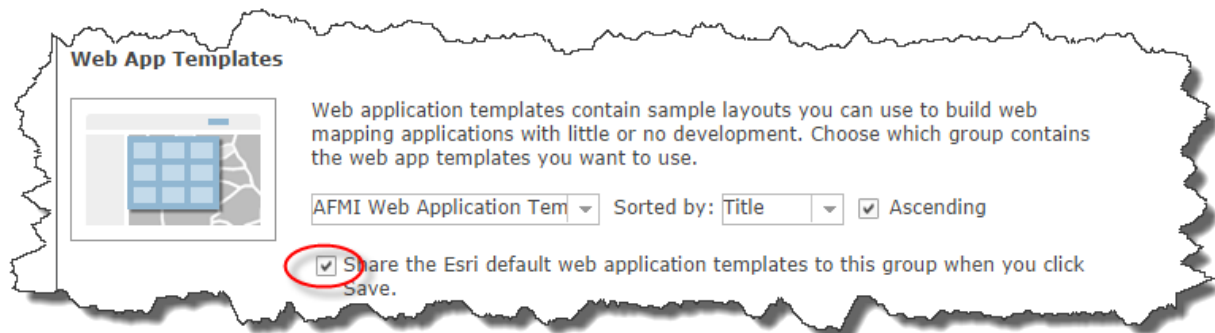 Web App Templates
Web application templates contain sample layouts you can use to build web
mapping applications with little or no development. Choose which group contains
the web app templates you want to use.
AFMI Web Application Tem Sorted by: Title Ascending
Share the Esri default web application templates to this group when you click
Save.